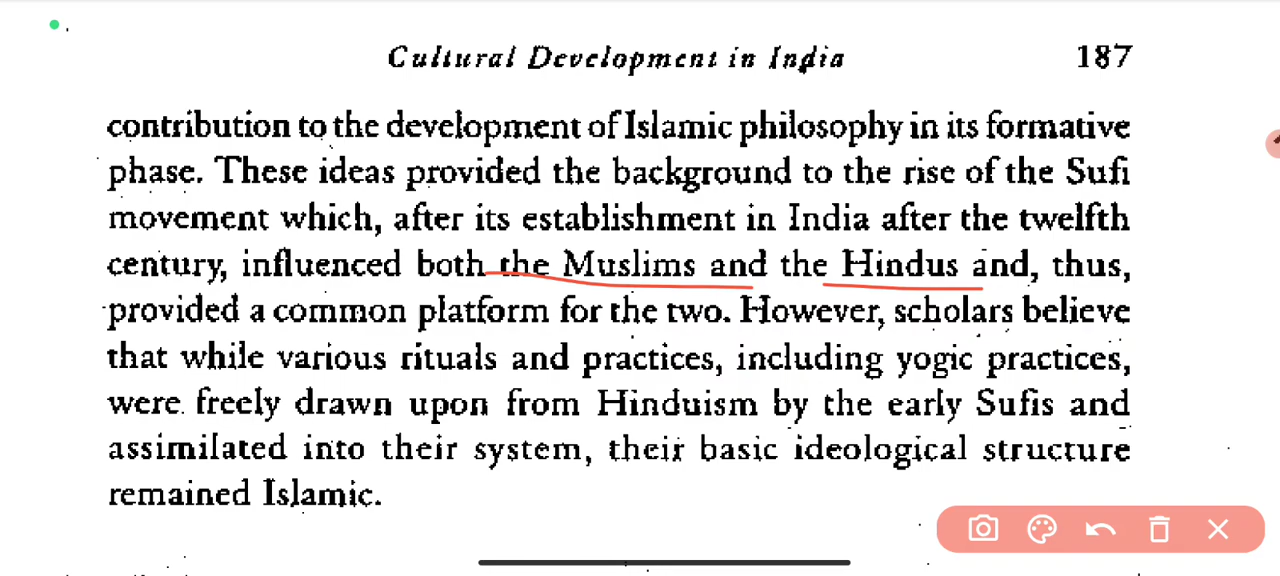 Cultural Development in India 187
contribution to the development of Islamic philosophy in its formative
phase. These ideas provided the background to the rise of the Sufi
movement which, after its establishment in India after the twelfth
century, influenced both the Muslims and the Hindus and, thus,
provided a common platform for the two. However, scholars believe
that while various rituals and practices, including yogic practices,
were freely drawn upon from Hinduism by the early Sufis and
assimilated into their system, their basic ideological structure
remained Islamic.